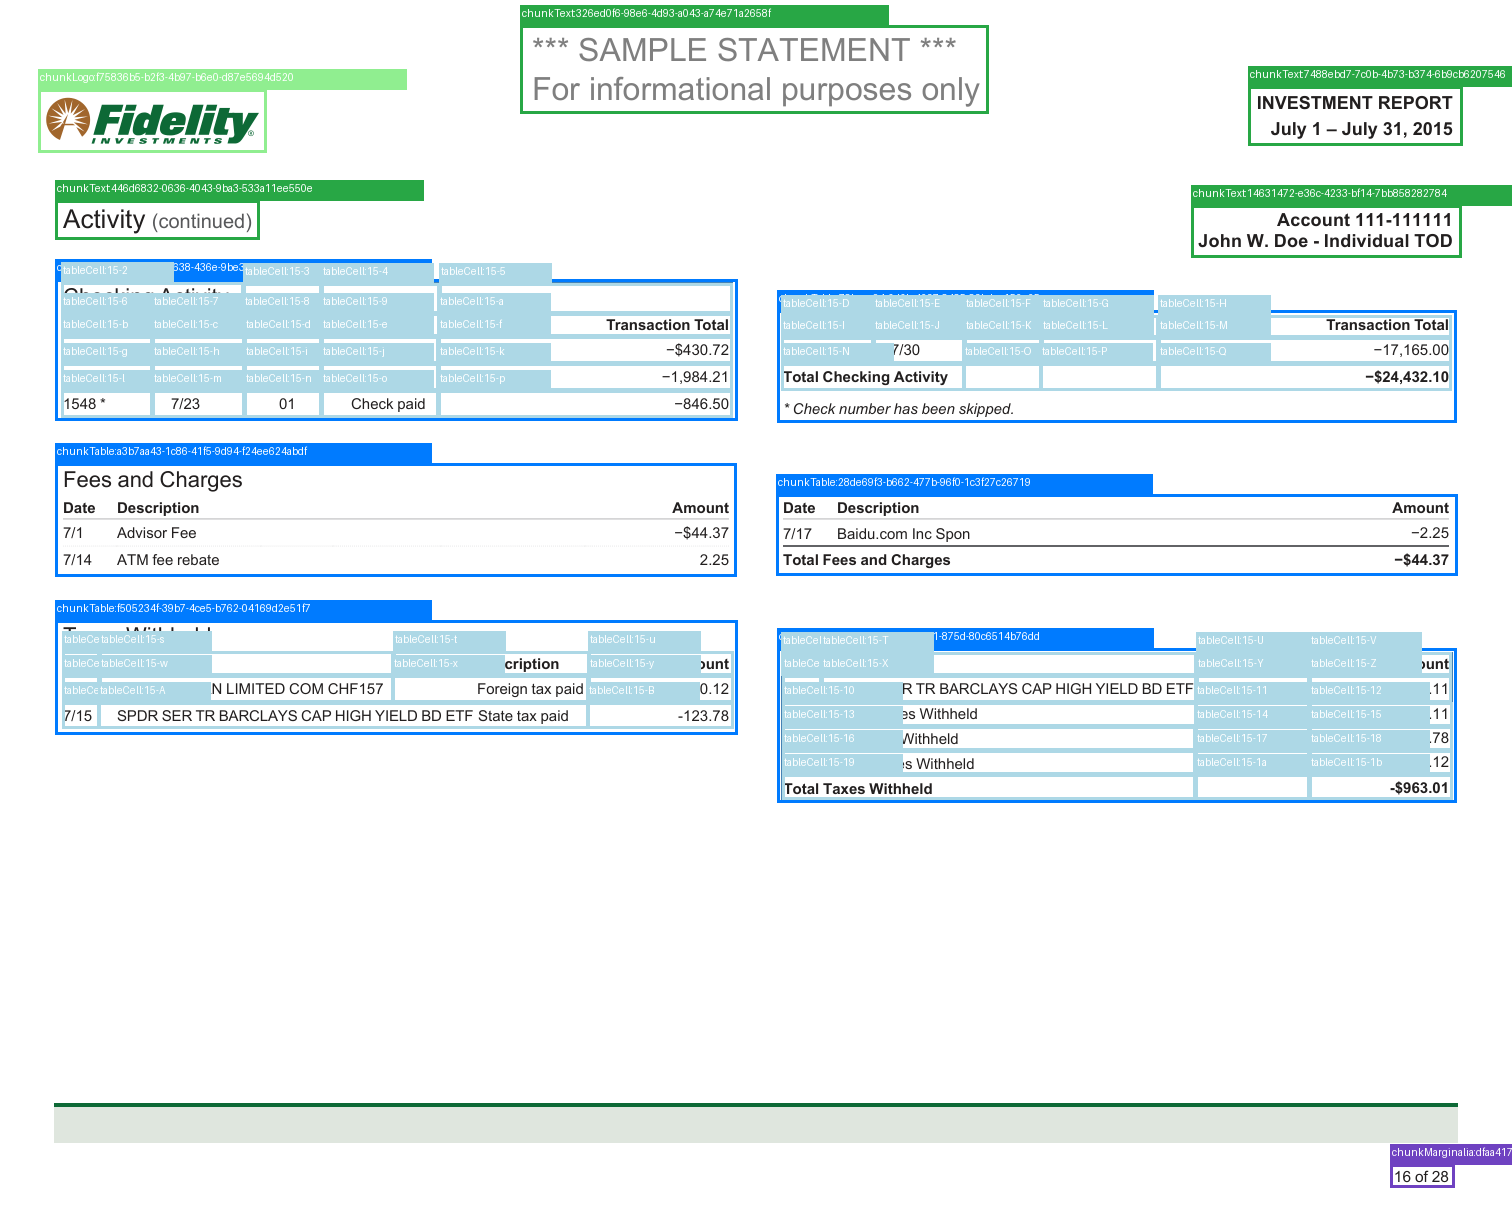 chunkText:326ed0f6-98e6-4d93-a043-a74e71a2658f
*** SAMPLE STATEMENT ***
For informational purposes only
chunkLogo:f75836b5-b2f3-4b97-b6e0-d87e5694d520
Fidelity
INVESTMENTS
chunkText:7488ebd7-7c0b-4b73-b374-6b9cb6207546
INVESTMENT REPORT
July 1 – July 31, 2015
chunkText:446d6832-0636-4043-9ba3-533a11ee550e
Activity (continued)
chunkText:14631472-e36c-4233-bf14-7bb858282784
Account 111-111111
John W. Doe - Individual TOD
tableCell:15-2 tableCell:15-3 tableCell:15-4 tableCell:15-5
tableCell:15-6 tableCell:15-7 tableCell:15-8 tableCell:15-9 tableCell:15-a
tableCell:15-b tableCell:15-c tableCell:15-d tableCell:15-e tableCell:15-f Transaction Total
tableCell:15-g tableCell:15-h tableCell:15-i tableCell:15-j tableCell:15-k −$430.72
tableCell:15-l tableCell:15-m tableCell:15-n tableCell:15-o tableCell:15-p −1,984.21
1548 * 7/23 01 Check paid −846.50
tableCell:15-D tableCell:15-E tableCell:15-F tableCell:15-G tableCell:15-H
tableCell:15-I tableCell:15-J tableCell:15-K tableCell:15-L tableCell:15-M Transaction Total
tableCell:15-N 7/30 tableCell:15-O tableCell:15-P tableCell:15-Q −17,165.00
Total Checking Activity −$24,432.10
* Check number has been skipped.
chunkTable:a3b7aa43-1c86-41f5-9d94-f24ee624abdf
Fees and Charges
Date Description Amount
7/1 Advisor Fee −$44.37
7/14 ATM fee rebate 2.25
chunkTable:28de69f3-b662-477b-96f0-1c3f27c26719
Date Description Amount
7/17 Baidu.com Inc Spon −2.25
Total Fees and Charges −$44.37
chunkTable:f505234f-39b7-4ce5-b762-04169d2e51f7
tableCell:15-s tableCell:15-t tableCell:15-u
tableCell:15-w tableCell:15-x cription tableCell:15-y ount
tableCell:15-A N LIMITED COM CHF157 Foreign tax paid tableCell:15-B 0.12
7/15 SPDR SER TR BARCLAYS CAP HIGH YIELD BD ETF State tax paid -123.78
1-875d-80c6514b76dd
tableCell:15-T tableCell:15-U tableCell:15-V
tableCell:15-X tableCell:15-Y tableCell:15-Z ount
tableCell:15-10 R TR BARCLAYS CAP HIGH YIELD BD ETF tableCell:15-11 tableCell:15-12 .11
tableCell:15-13 es Withheld tableCell:15-14 tableCell:15-15 .11
tableCell:15-16 Withheld tableCell:15-17 tableCell:15-18 .78
tableCell:15-19 es Withheld tableCell:15-1a tableCell:15-1b .12
Total Taxes Withheld -$963.01
chunkMarginalia:dfaa417
16 of 28